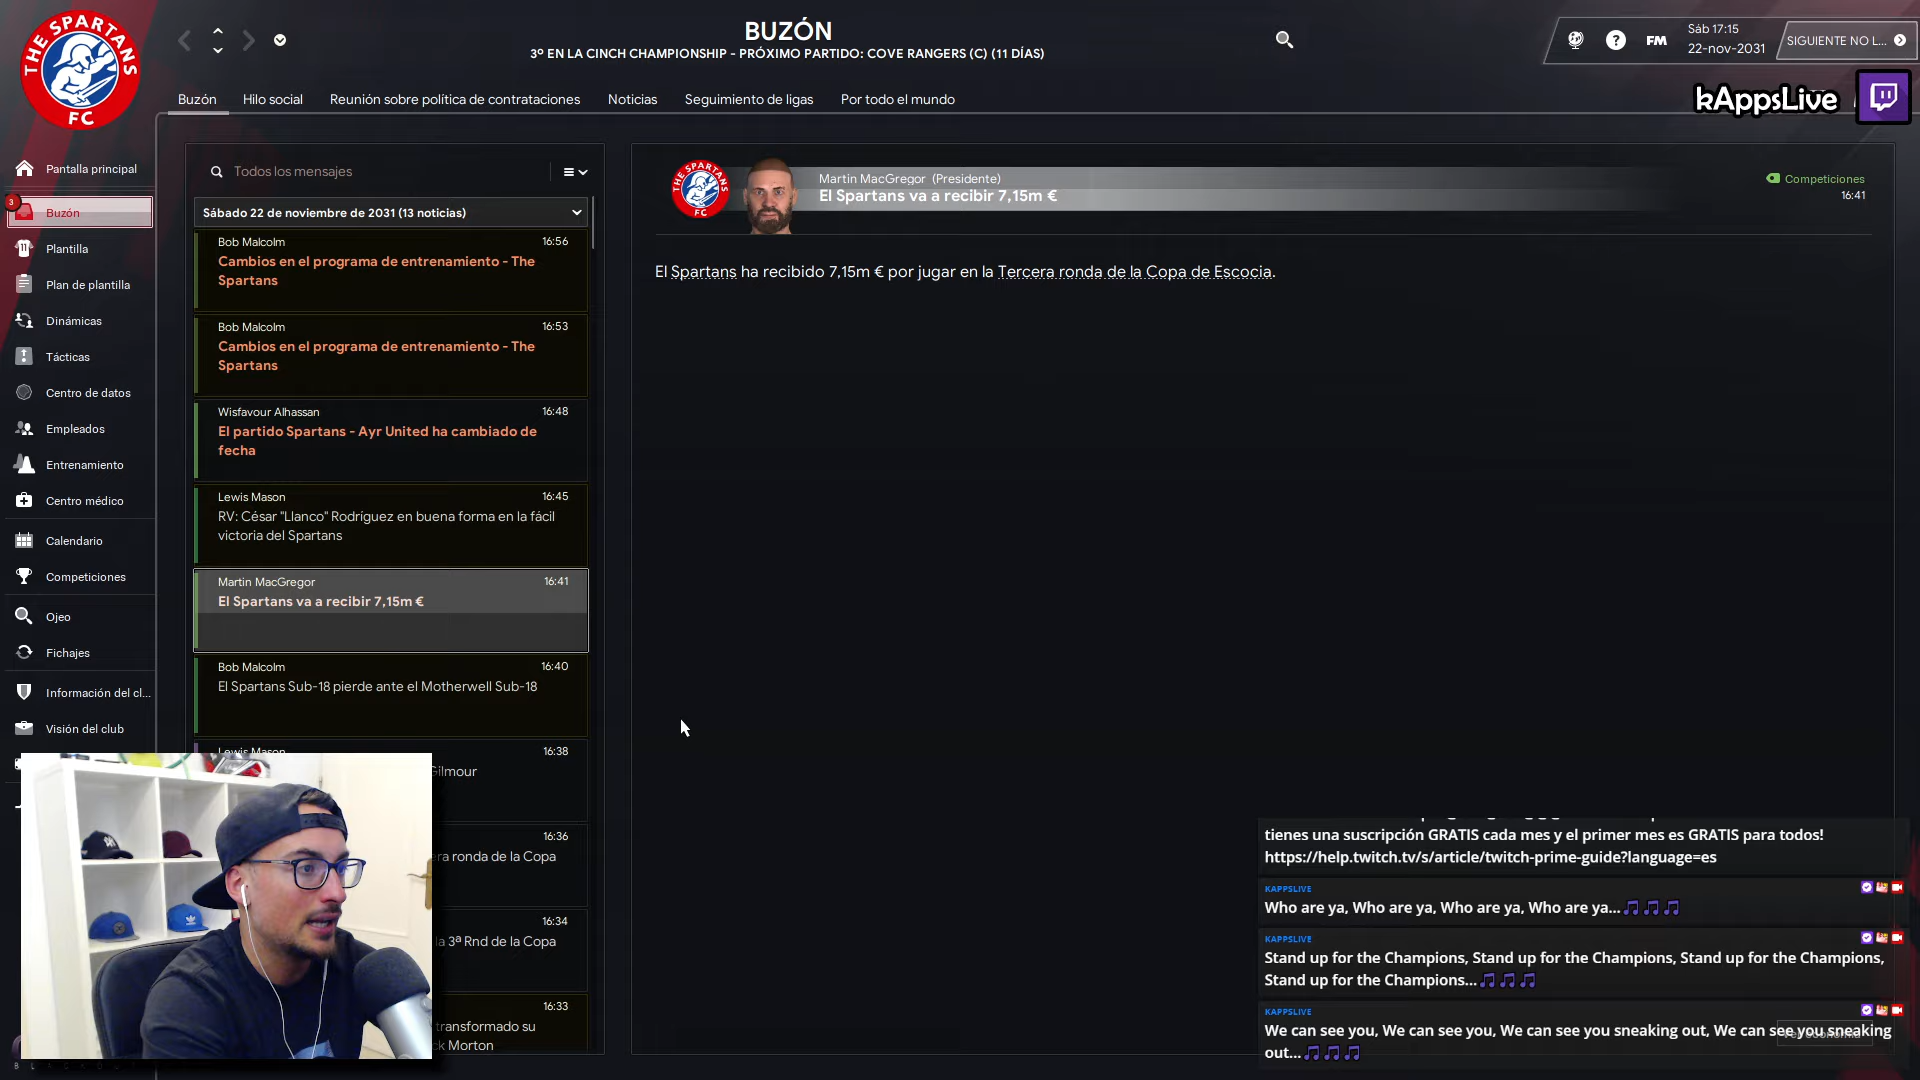 THE SPARTANS
FC
BUZÓN
3º EN LA CINCH CHAMPIONSHIP - PRÓXIMO PARTIDO: COVE RANGERS (C) (11 DÍAS)
FM
Sáb 17:15
22-nov-2031
SIGUIENTE NO L...
kAppsLive
Buzón
Hilo social
Reunión sobre política de contrataciones
Noticias
Seguimiento de ligas
Por todo el mundo
Pantalla principal
3
Buzón
Plantilla
Plan de plantilla
Dinámicas
Tácticas
Centro de datos
Empleados
Entrenamiento
Centro médico
Calendario
Competiciones
Ojeo
Fichajes
Información del cl...
Visión del club
Todos los mensajes
Sábado 22 de noviembre de 2031 (13 noticias)
Bob Malcolm 16:56
Cambios en el programa de entrenamiento - The
Spartans
Bob Malcolm 16:53
Cambios en el programa de entrenamiento - The
Spartans
Wisfavour Alhassan 16:48
El partido Spartans - Ayr United ha cambiado de
fecha
Lewis Mason 16:45
RV: César "Llanco" Rodríguez en buena forma en la fácil
victoria del Spartans
Martin MacGregor 16:41
El Spartans va a recibir 7,15m €
Bob Malcolm 16:40
El Spartans Sub-18 pierde ante el Motherwell Sub-18
Lewis Mason 16:38
Gilmour
16:36
ra ronda de la Copa
16:34
la 3ª Rnd de la Copa
16:33
transformado su
ck Morton
THE SPARTANS
FC
Martin MacGregor (Presidente)
El Spartans va a recibir 7,15m €
Competiciones
16:41
El Spartans ha recibido 7,15m € por jugar en la Tercera ronda de la Copa de Escocia.
tienes una suscripción GRATIS cada mes y el primer mes es GRATIS para todos!
https://help.twitch.tv/s/article/twitch-prime-guide?language=es
KAPPSLIVE
Who are ya, Who are ya, Who are ya, Who are ya...🎵🎵🎵
KAPPSLIVE
Stand up for the Champions, Stand up for the Champions, Stand up for the Champions,
Stand up for the Champions...🎵🎵🎵
KAPPSLIVE
We can see you, We can see you, We can see you sneaking out, We can see you sneaking
out...🎵🎵🎵